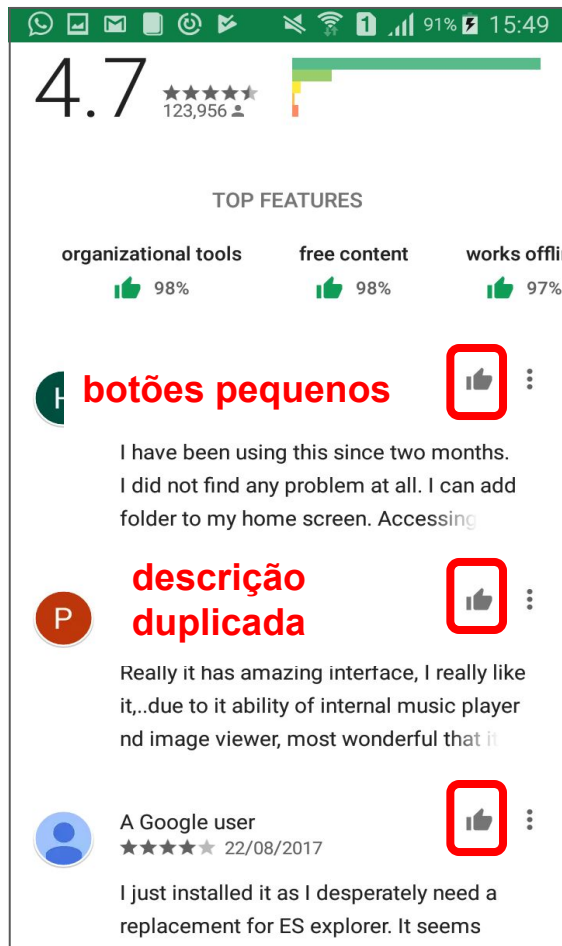 1 91% 15:49
4.7
123,956
TOP FEATURES
organizational tools free content works offli
98% 98% 97%
H
botões pequenos
I have been using this since two months.
I did not find any problem at all. I can add
folder to my home screen. Accessing
P
descrição
duplicada
Really it has amazing interface, I really like
it,..due to it ability of internal music player
nd image viewer, most wonderful that it
A Google user
22/08/2017
I just installed it as I desperately need a
replacement for ES explorer. It seems